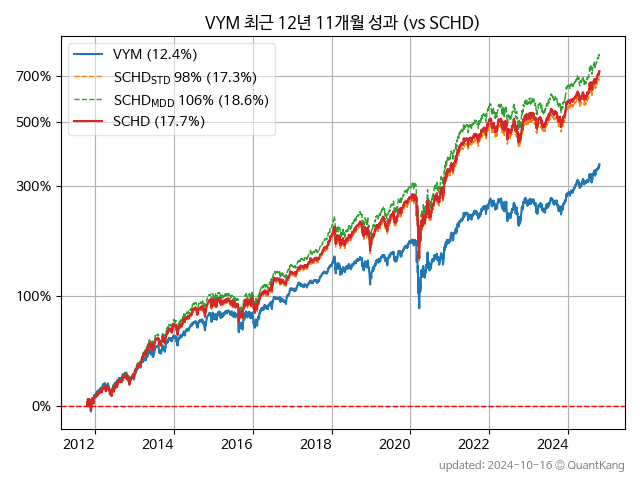 VYM 최근 12년 11개월 성과 (vs SCHD)
VYM (12.4%)
SCHD_STD 98% (17.3%)
SCHD_MDD 106% (18.6%)
SCHD (17.7%)
700%
500%
300%
100%
0%
2012 2014 2016 2018 2020 2022 2024
updated: 2024-10-16 © QuantKang